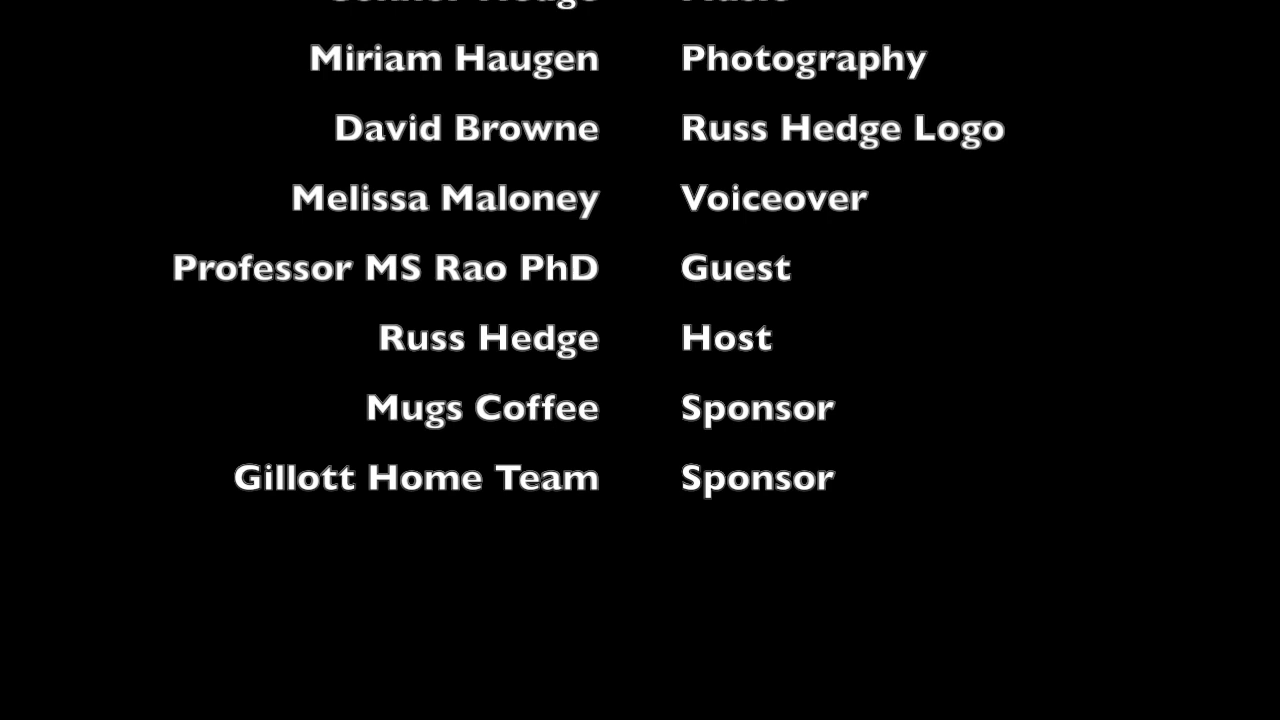 Miriam Haugen Photography
David Browne Russ Hedge Logo
Melissa Maloney Voiceover
Professor MS Rao PhD Guest
Russ Hedge Host
Mugs Coffee Sponsor
Gillott Home Team Sponsor